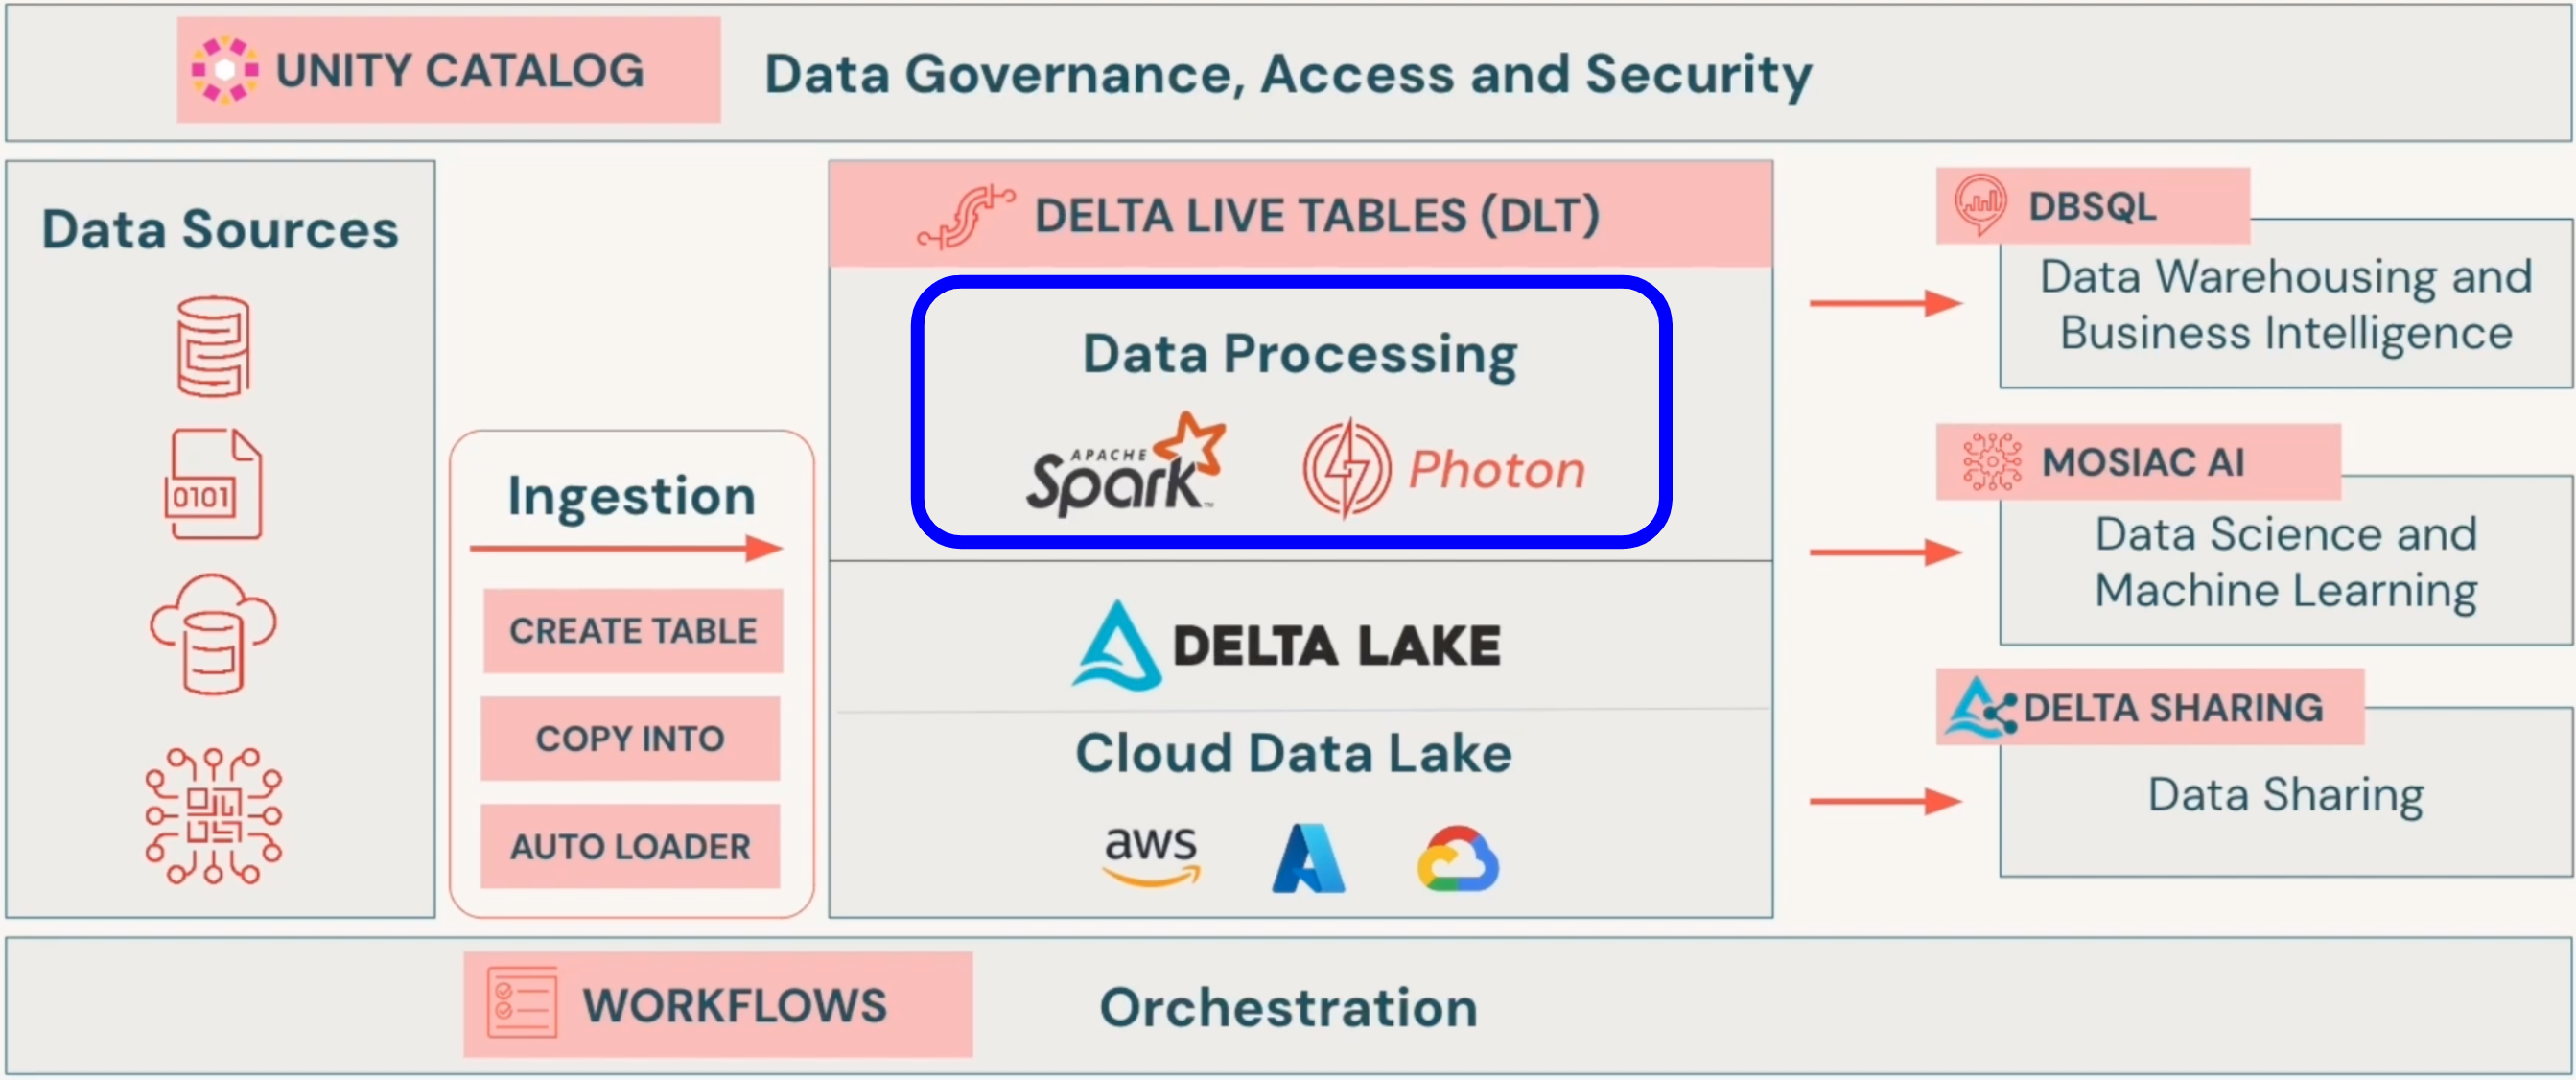 UNITY CATALOG
Data Governance, Access and Security
Data Sources
0101
Ingestion
CREATE TABLE
COPY INTO
AUTO LOADER
DELTA LIVE TABLES (DLT)
Data Processing
APACHE
Spark™
Photon
DELTA LAKE
Cloud Data Lake
aws
DBSQL
Data Warehousing and
Business Intelligence
MOSIAC AI
Data Science and
Machine Learning
DELTA SHARING
Data Sharing
WORKFLOWS
Orchestration